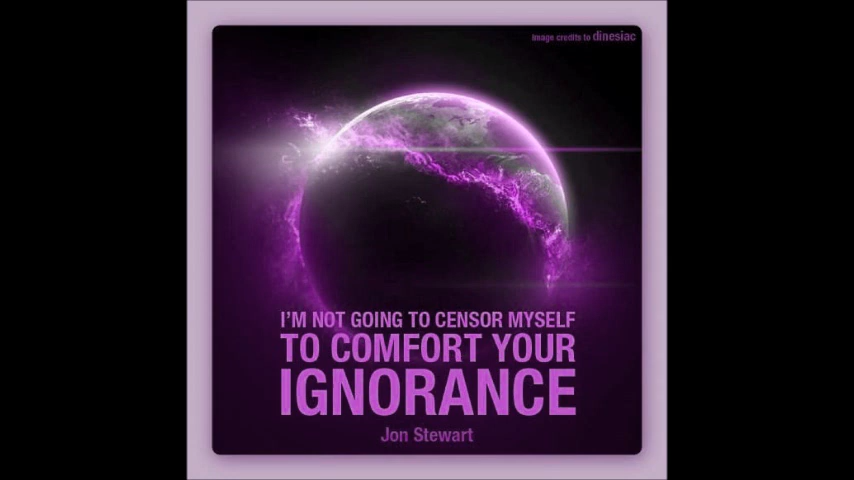 Image credits to dinesiac
I'M NOT GOING TO CENSOR MYSELF
TO COMFORT YOUR
IGNORANCE
Jon Stewart